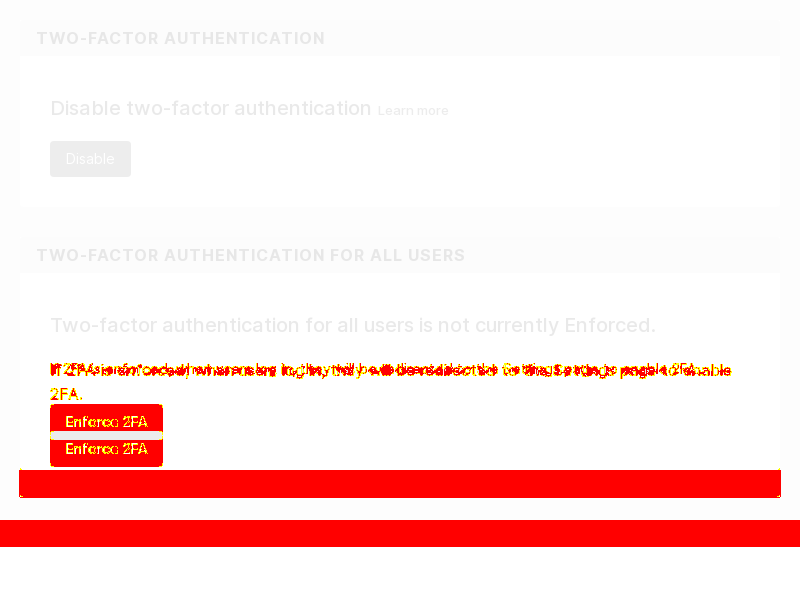 TWO-FACTOR AUTHENTICATION
Disable two-factor authentication Learn more
Disable
TWO-FACTOR AUTHENTICATION FOR ALL USERS
Two-factor authentication for all users is not currently Enforced.
2FA.
Enforce 2FA
Enforce 2FA